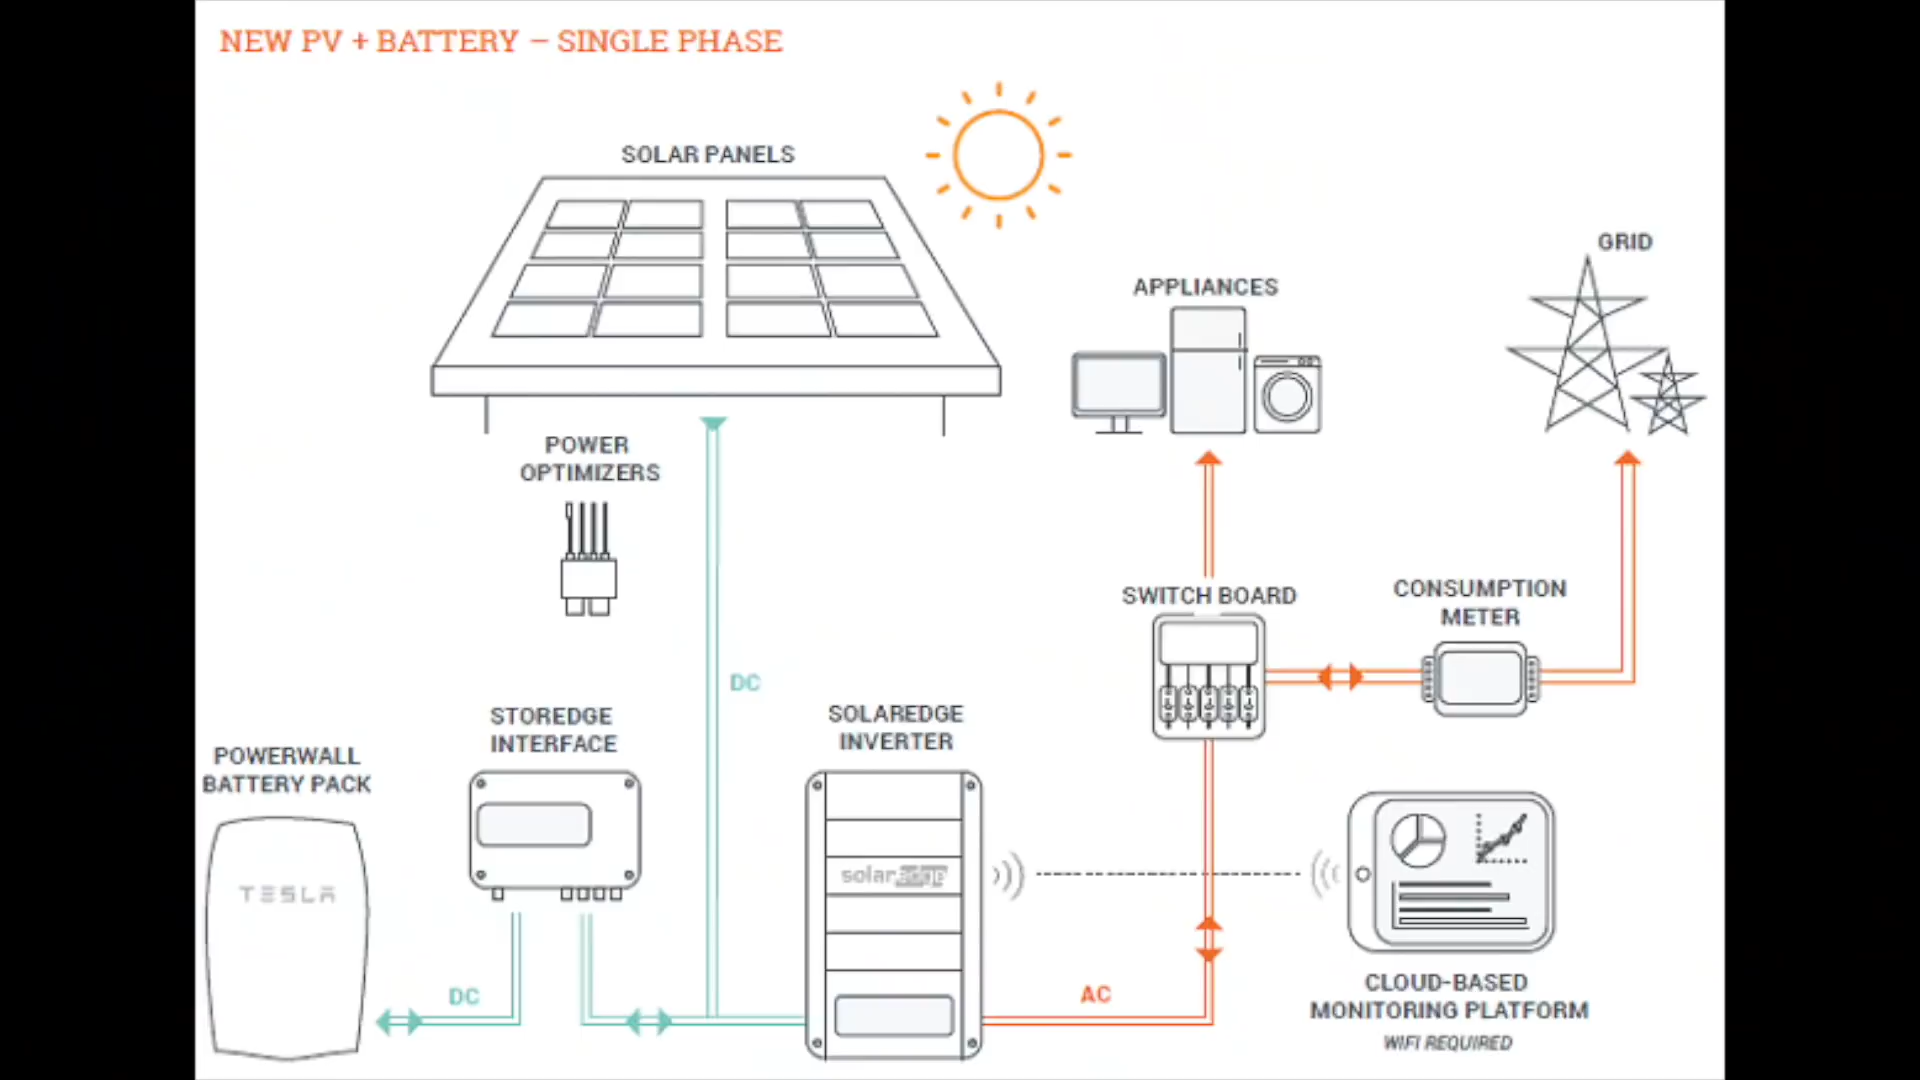 NEW PV + BATTERY – SINGLE PHASE
SOLAR PANELS
GRID
APPLIANCES
POWER
OPTIMIZERS
SWITCH BOARD
CONSUMPTION
METER
DC
STOREDGE
INTERFACE
SOLAREDGE
INVERTER
POWERWALL
BATTERY PACK
solaredge
TESLA
DC
AC
CLOUD-BASED
MONITORING PLATFORM
WIFI REQUIRED